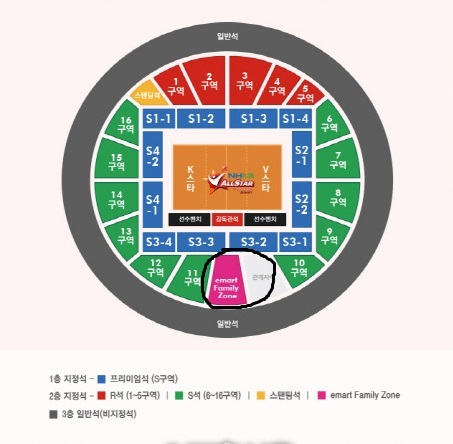 일반석
스탠딩석
1
구역
2
구역
3
구역
4
구역
5
구역
16
구역
S1-1
S1-2
S1-3
S1-4
6
구역
15
구역
S4
-2
S2
-1
7
구역
K
스
타
NH농협
ALLSTAR
V
스
타
14
구역
S4
-1
S2
-2
8
구역
선수벤치
감독관석
선수벤치
13
구역
S3-4
S3-3
S3-2
S3-1
9
구역
12
구역
11
구역
emart
Family
Zone
10
구역
일반석
1층 지정석 - 프리미엄석 (S구역)
2층 지정석 - R석 (1~5구역) | S석 (6~16구역) | 스탠딩석 | emart Family Zone
3층 일반석(비지정석)